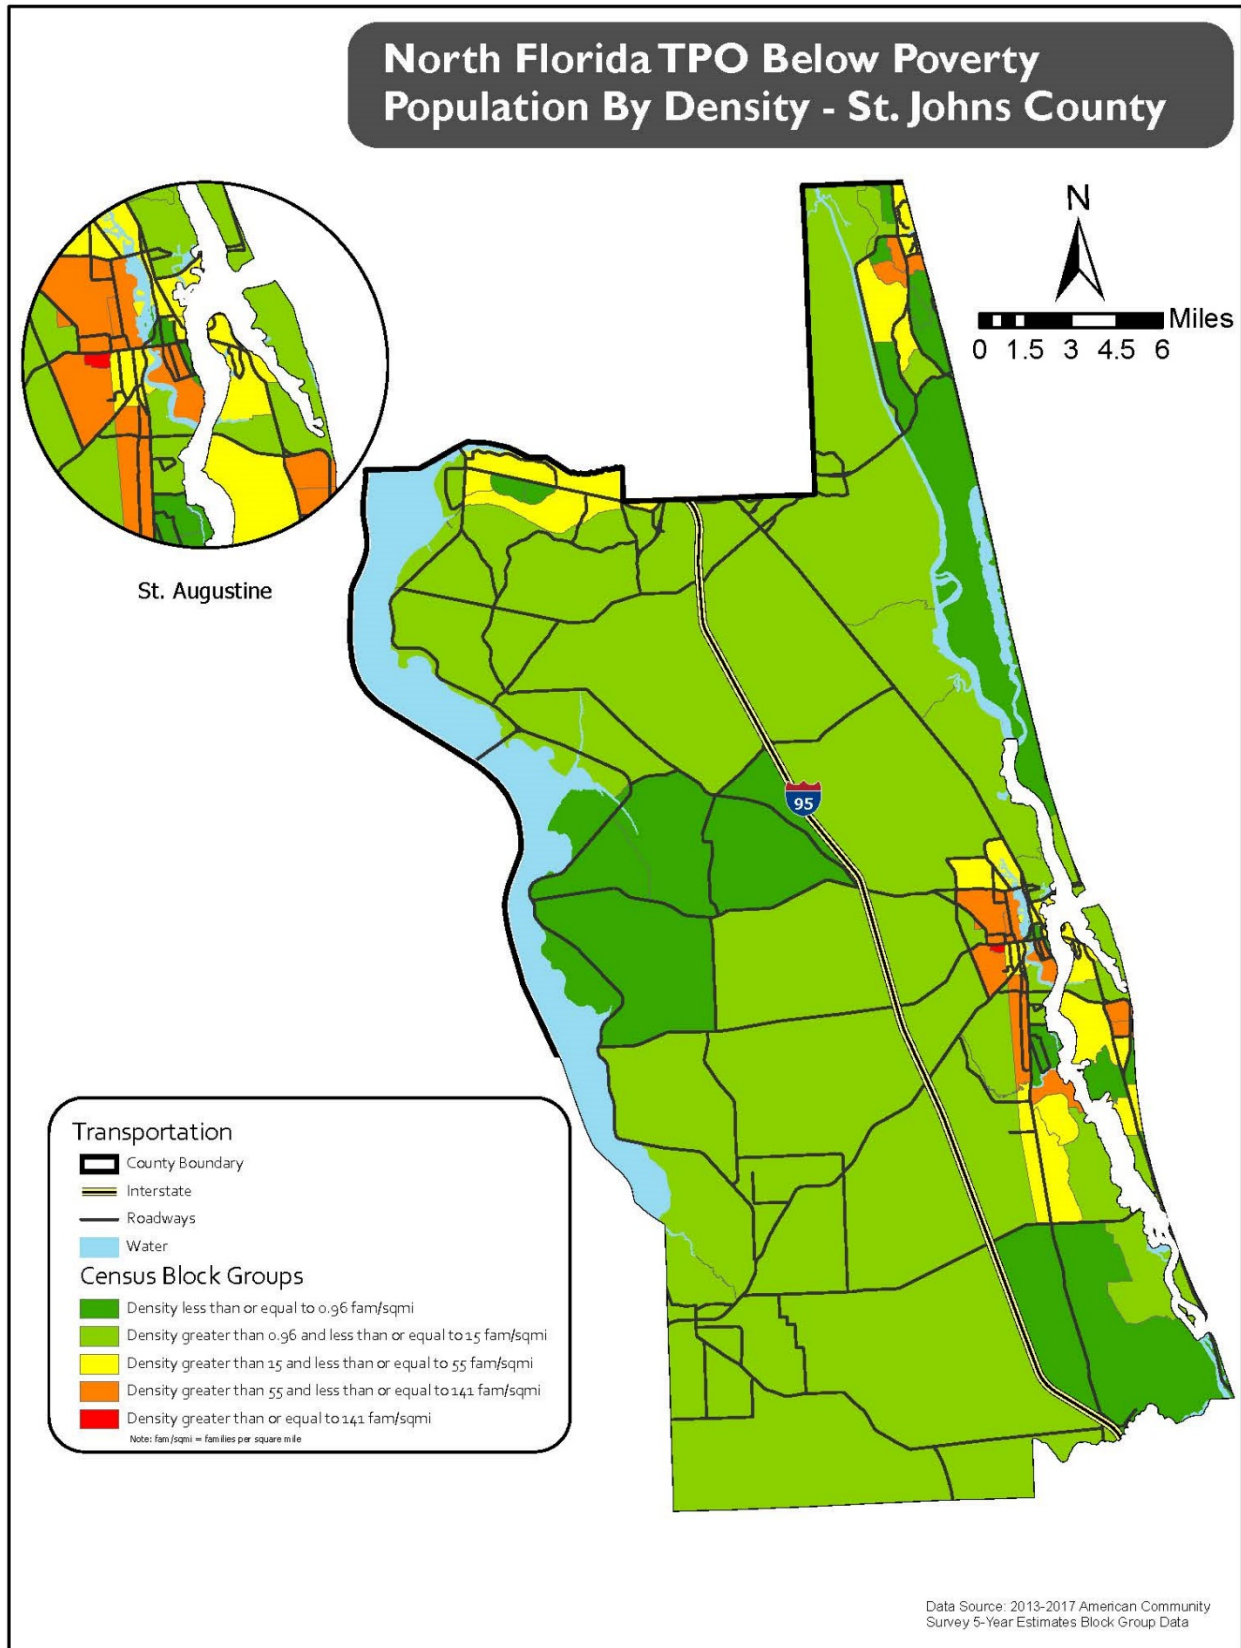 North Florida TPO Below Poverty
Population By Density - St. Johns County
N
Miles
0 1.5 3 4.5 6
St. Augustine
95
Transportation
County Boundary
Interstate
Roadways
Water
Census Block Groups
Density less than or equal to 0.96 fam/sqmi
Density greater than 0.96 and less than or equal to 15 fam/sqmi
Density greater than 15 and less than or equal to 55 fam/sqmi
Density greater than 55 and less than or equal to 141 fam/sqmi
Density greater than or equal to 141 fam/sqmi
Note: fam/sqmi = families per square mile
Data Source: 2013-2017 American Community
Survey 5-Year Estimates Block Group Data